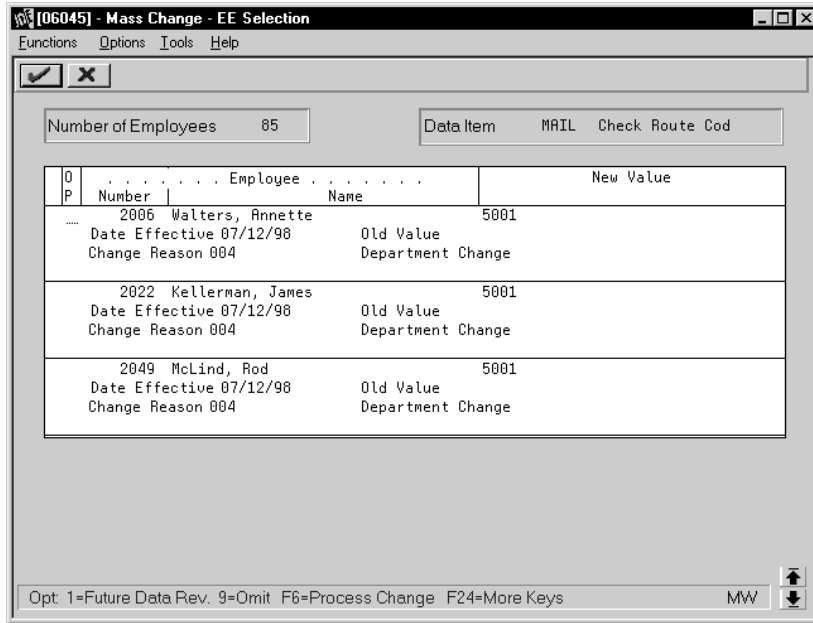 [06045] - Mass Change - EE Selection
Functions Options Tools Help
Number of Employees 85 Data Item MAIL Check Route Cod
O . . . . . . . Employee . . . . . . . New Value
P Number Name
2006 Walters, Annette 5001
Date Effective 07/12/98 Old Value
Change Reason 004 Department Change
2022 Kellerman, James 5001
Date Effective 07/12/98 Old Value
Change Reason 004 Department Change
2049 McLind, Rod 5001
Date Effective 07/12/98 Old Value
Change Reason 004 Department Change
Opt: 1=Future Data Rev. 9=Omit F6=Process Change F24=More Keys MW